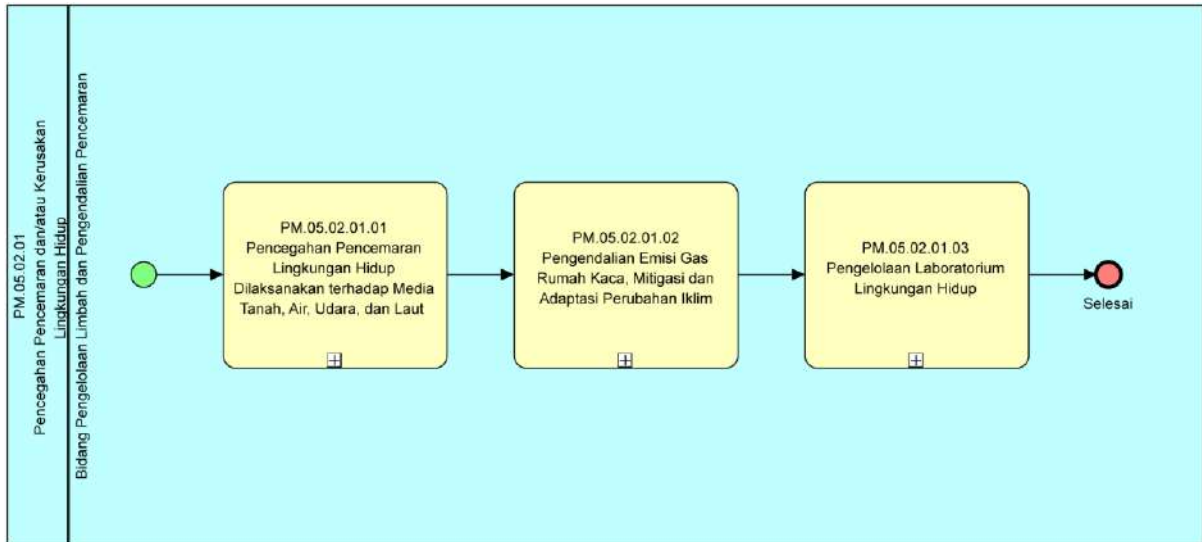 PM.05.02.01
Pencegahan Pencemaran dan/atau Kerusakan
Lingkungan Hidup
Bidang Pengelolaan Limbah dan Pengendalian Pencemaran
PM.05.02.01.01
Pencegahan Pencemaran
Lingkungan Hidup
Dilaksanakan terhadap Media
Tanah, Air, Udara, dan Laut
PM.05.02.01.02
Pengendalian Emisi Gas
Rumah Kaca, Mitigasi dan
Adaptasi Perubahan Iklim
PM.05.02.01.03
Pengelolaan Laboratorium
Lingkungan Hidup
Selesai